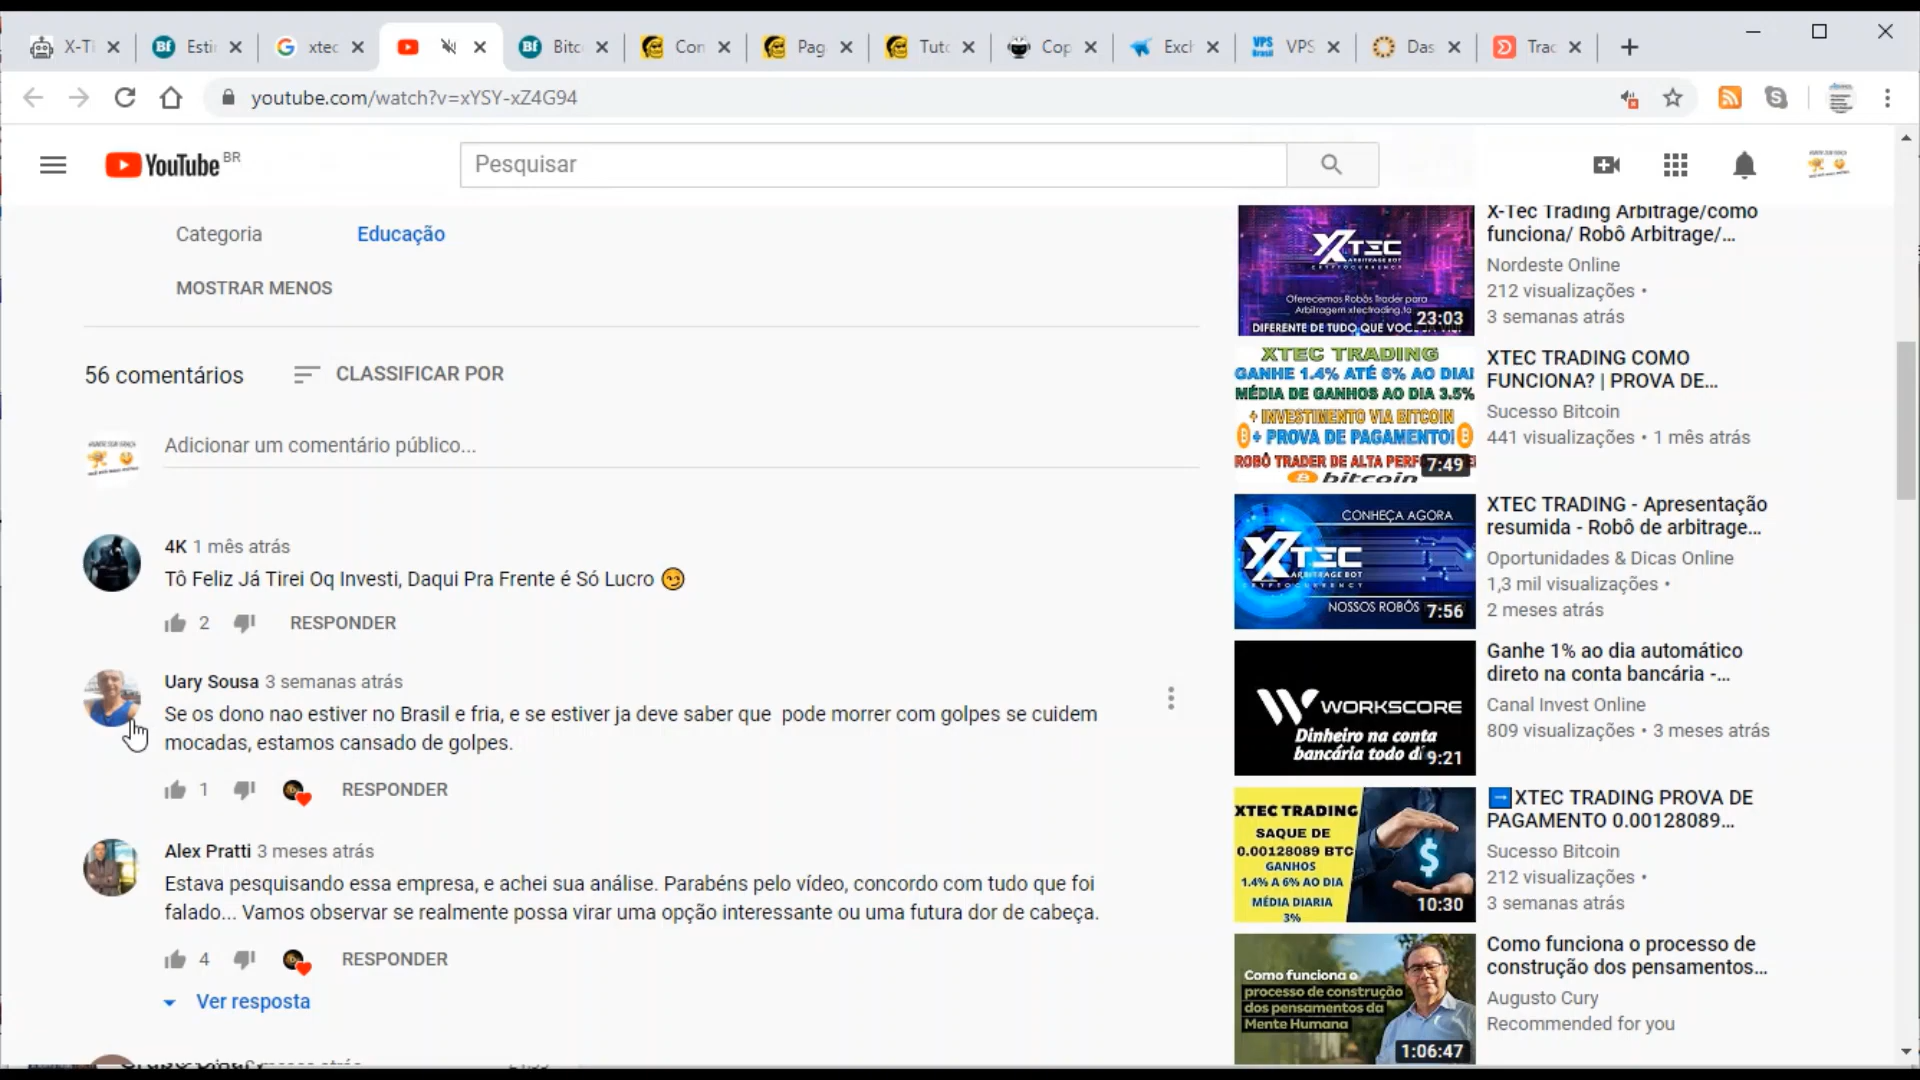 X-TI
Esti
xtec
Bitc
Con
Pag
Tuto
Cop
Excl
VPS
Das
Trac
youtube.com/watch?v=xYSY-xZ4G94
YouTube BR
Pesquisar
Categoria
Educação
MOSTRAR MENOS
56 comentários
CLASSIFICAR POR
Adicionar um comentário público...
4K 1 mês atrás
Tô Feliz Já Tirei Oq Investi, Daqui Pra Frente é Só Lucro 😏
2
RESPONDER
Uary Sousa 3 semanas atrás
Se os dono nao estiver no Brasil e fria, e se estiver ja deve saber que pode morrer com golpes se cuidem
mocadas, estamos cansado de golpes.
1
RESPONDER
Alex Pratti 3 meses atrás
Estava pesquisando essa empresa, e achei sua análise. Parabéns pelo vídeo, concordo com tudo que foi
falado... Vamos observar se realmente possa virar uma opção interessante ou uma futura dor de cabeça.
4
RESPONDER
Ver resposta
XTEC
ARBITRAGE BOT
CRYPTOCURRENCY
Oferecemos Robôs Trader para
Arbitragem xtectrading.to
23:03
X-Tec Trading Arbitrage/como
funciona/ Robô Arbitrage/...
Nordeste Online
212 visualizações •
3 semanas atrás
XTEC TRADING
GANHE 1.4% ATÉ 6% AO DIA!
MÉDIA DE GANHOS AO DIA 3.5%
+ INVESTIMENTO VIA BITCOIN
+ PROVA DE PAGAMENTO!
ROBÔ TRADER DE ALTA PERF
bitcoin
7:49
XTEC TRADING COMO
FUNCIONA? | PROVA DE...
Sucesso Bitcoin
441 visualizações • 1 mês atrás
CONHEÇA AGORA
XTEC
ARBITRAGE BOT
CRYPTOCURRENCY
NOSSOS ROBÔS
7:56
XTEC TRADING - Apresentação
resumida - Robô de arbitrage...
Oportunidades & Dicas Online
1,3 mil visualizações •
2 meses atrás
WORKSCORE
Dinheiro na conta
bancária todo di
9:21
Ganhe 1% ao dia automático
direto na conta bancária -...
Canal Invest Online
809 visualizações • 3 meses atrás
XTEC TRADING
SAQUE DE
0.00128089 BTC
GANHOS
1.4% A 6% AO DIA
MÉDIA DIARIA
3%
10:30
XTEC TRADING PROVA DE
PAGAMENTO 0.00128089...
Sucesso Bitcoin
212 visualizações •
3 semanas atrás
Como funciona o
processo de construção
dos pensamentos da
Mente Humana
1:06:47
Como funciona o processo de
construção dos pensamentos...
Augusto Cury
Recommended for you